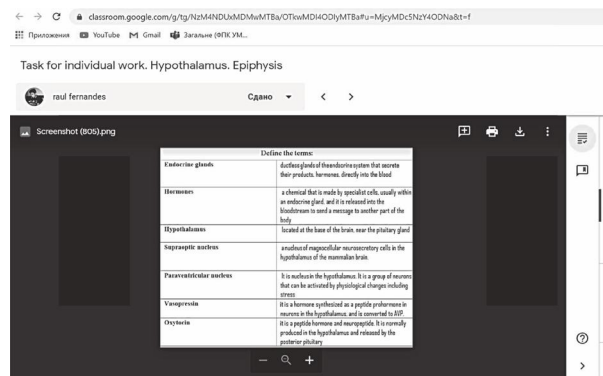 classroom.google.com/g/tg/NzM4NDUxMDMwMTBa/OTkwMDI4ODIyMTBa#u=MjcyMDc5NzY4ODNa&t=f
Приложения YouTube Gmail Загальне (ФПК УМ...
Task for individual work. Hypothalamus. Epiphysis
raul fernandes Сдано
Screenshot (805).png
Define the terms:
Endocrine glands ductless glands of the endocrine system that secrete
their products, hormones, directly into the blood
Hormones a chemical that is made by specialist cells, usually within
an endocrine gland, and it is released into the
bloodstream to send a message to another part of the
body
Hypothalamus located at the base of the brain, near the pituitary gland
Supraoptic nucleus a nucleus of magnocellular neurosecretory cells in the
hypothalamus of the mammalian brain.
Paraventricular nucleus It is nucleus in the hypothalamus. It is a group of neurons
that can be activated by physiological changes including
stress
Vasopressin it is a hormone synthesized as a peptide prohormone in
neurons in the hypothalamus, and is converted to AVP.
Oxytocin it is a peptide hormone and neuropeptide. It is normally
produced in the hypothalamus and released by the
posterior pituitary